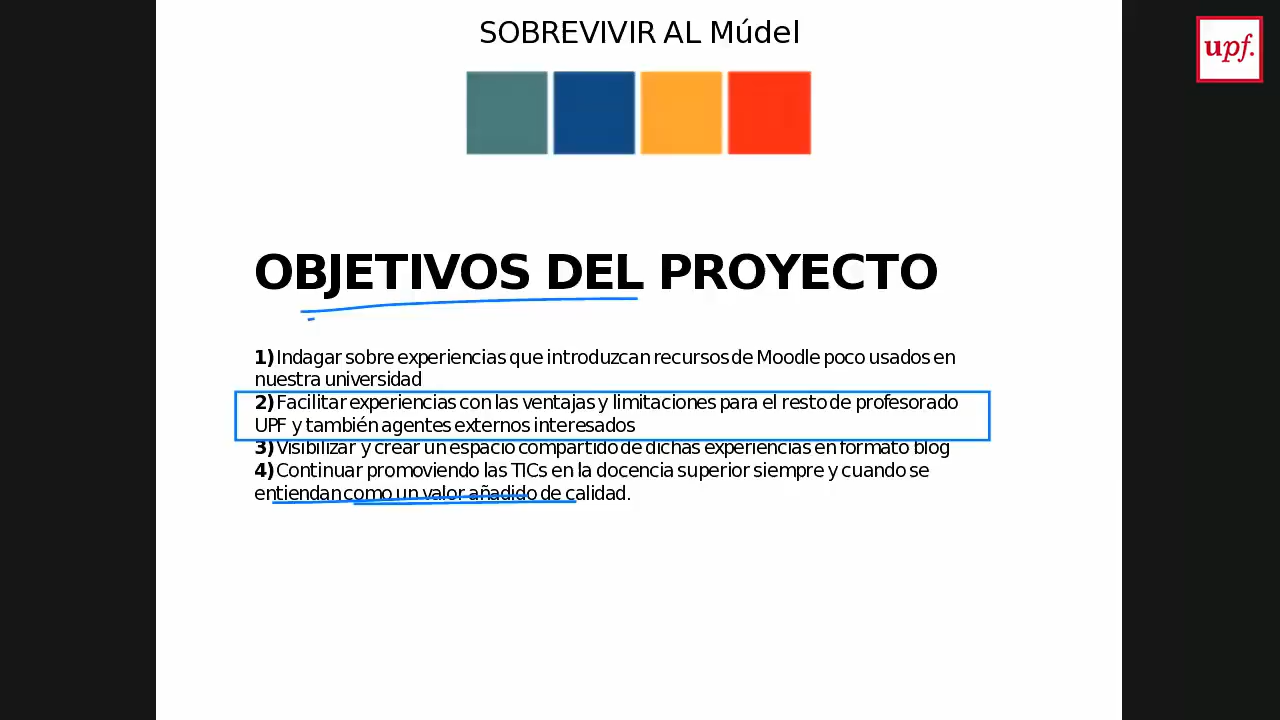 SOBREVIVIR AL Múdel
upf.
OBJETIVOS DEL PROYECTO
1) Indagar sobre experiencias que introduzcan recursos de Moodle poco usados en
nuestra universidad
2) Facilitar experiencias con las ventajas y limitaciones para el resto de profesorado
UPF y también agentes externos interesados
3) Visibilizar y crear un espacio compartido de dichas experiencias en formato blog
4) Continuar promoviendo las TICs en la docencia superior siempre y cuando se
entiendan como un valor añadido de calidad.